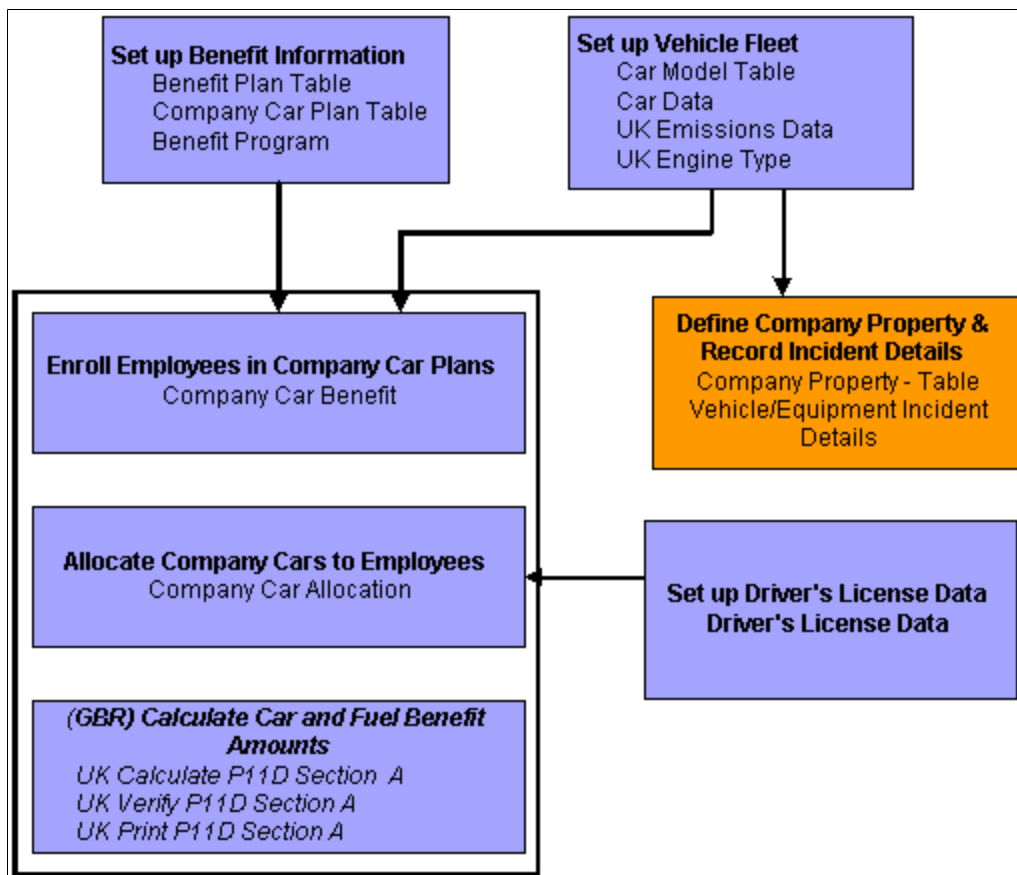 Set up Benefit Information
Benefit Plan Table
Company Car Plan Table
Benefit Program
Set up Vehicle Fleet
Car Model Table
Car Data
UK Emissions Data
UK Engine Type
Enroll Employees in Company Car Plans
Company Car Benefit
Define Company Property &
Record Incident Details
Company Property - Table
Vehicle/Equipment Incident
Details
Allocate Company Cars to Employees
Company Car Allocation
Set up Driver's License Data
Driver's License Data
(GBR) Calculate Car and Fuel Benefit
Amounts
UK Calculate P11D Section A
UK Verify P11D Section A
UK Print P11D Section A